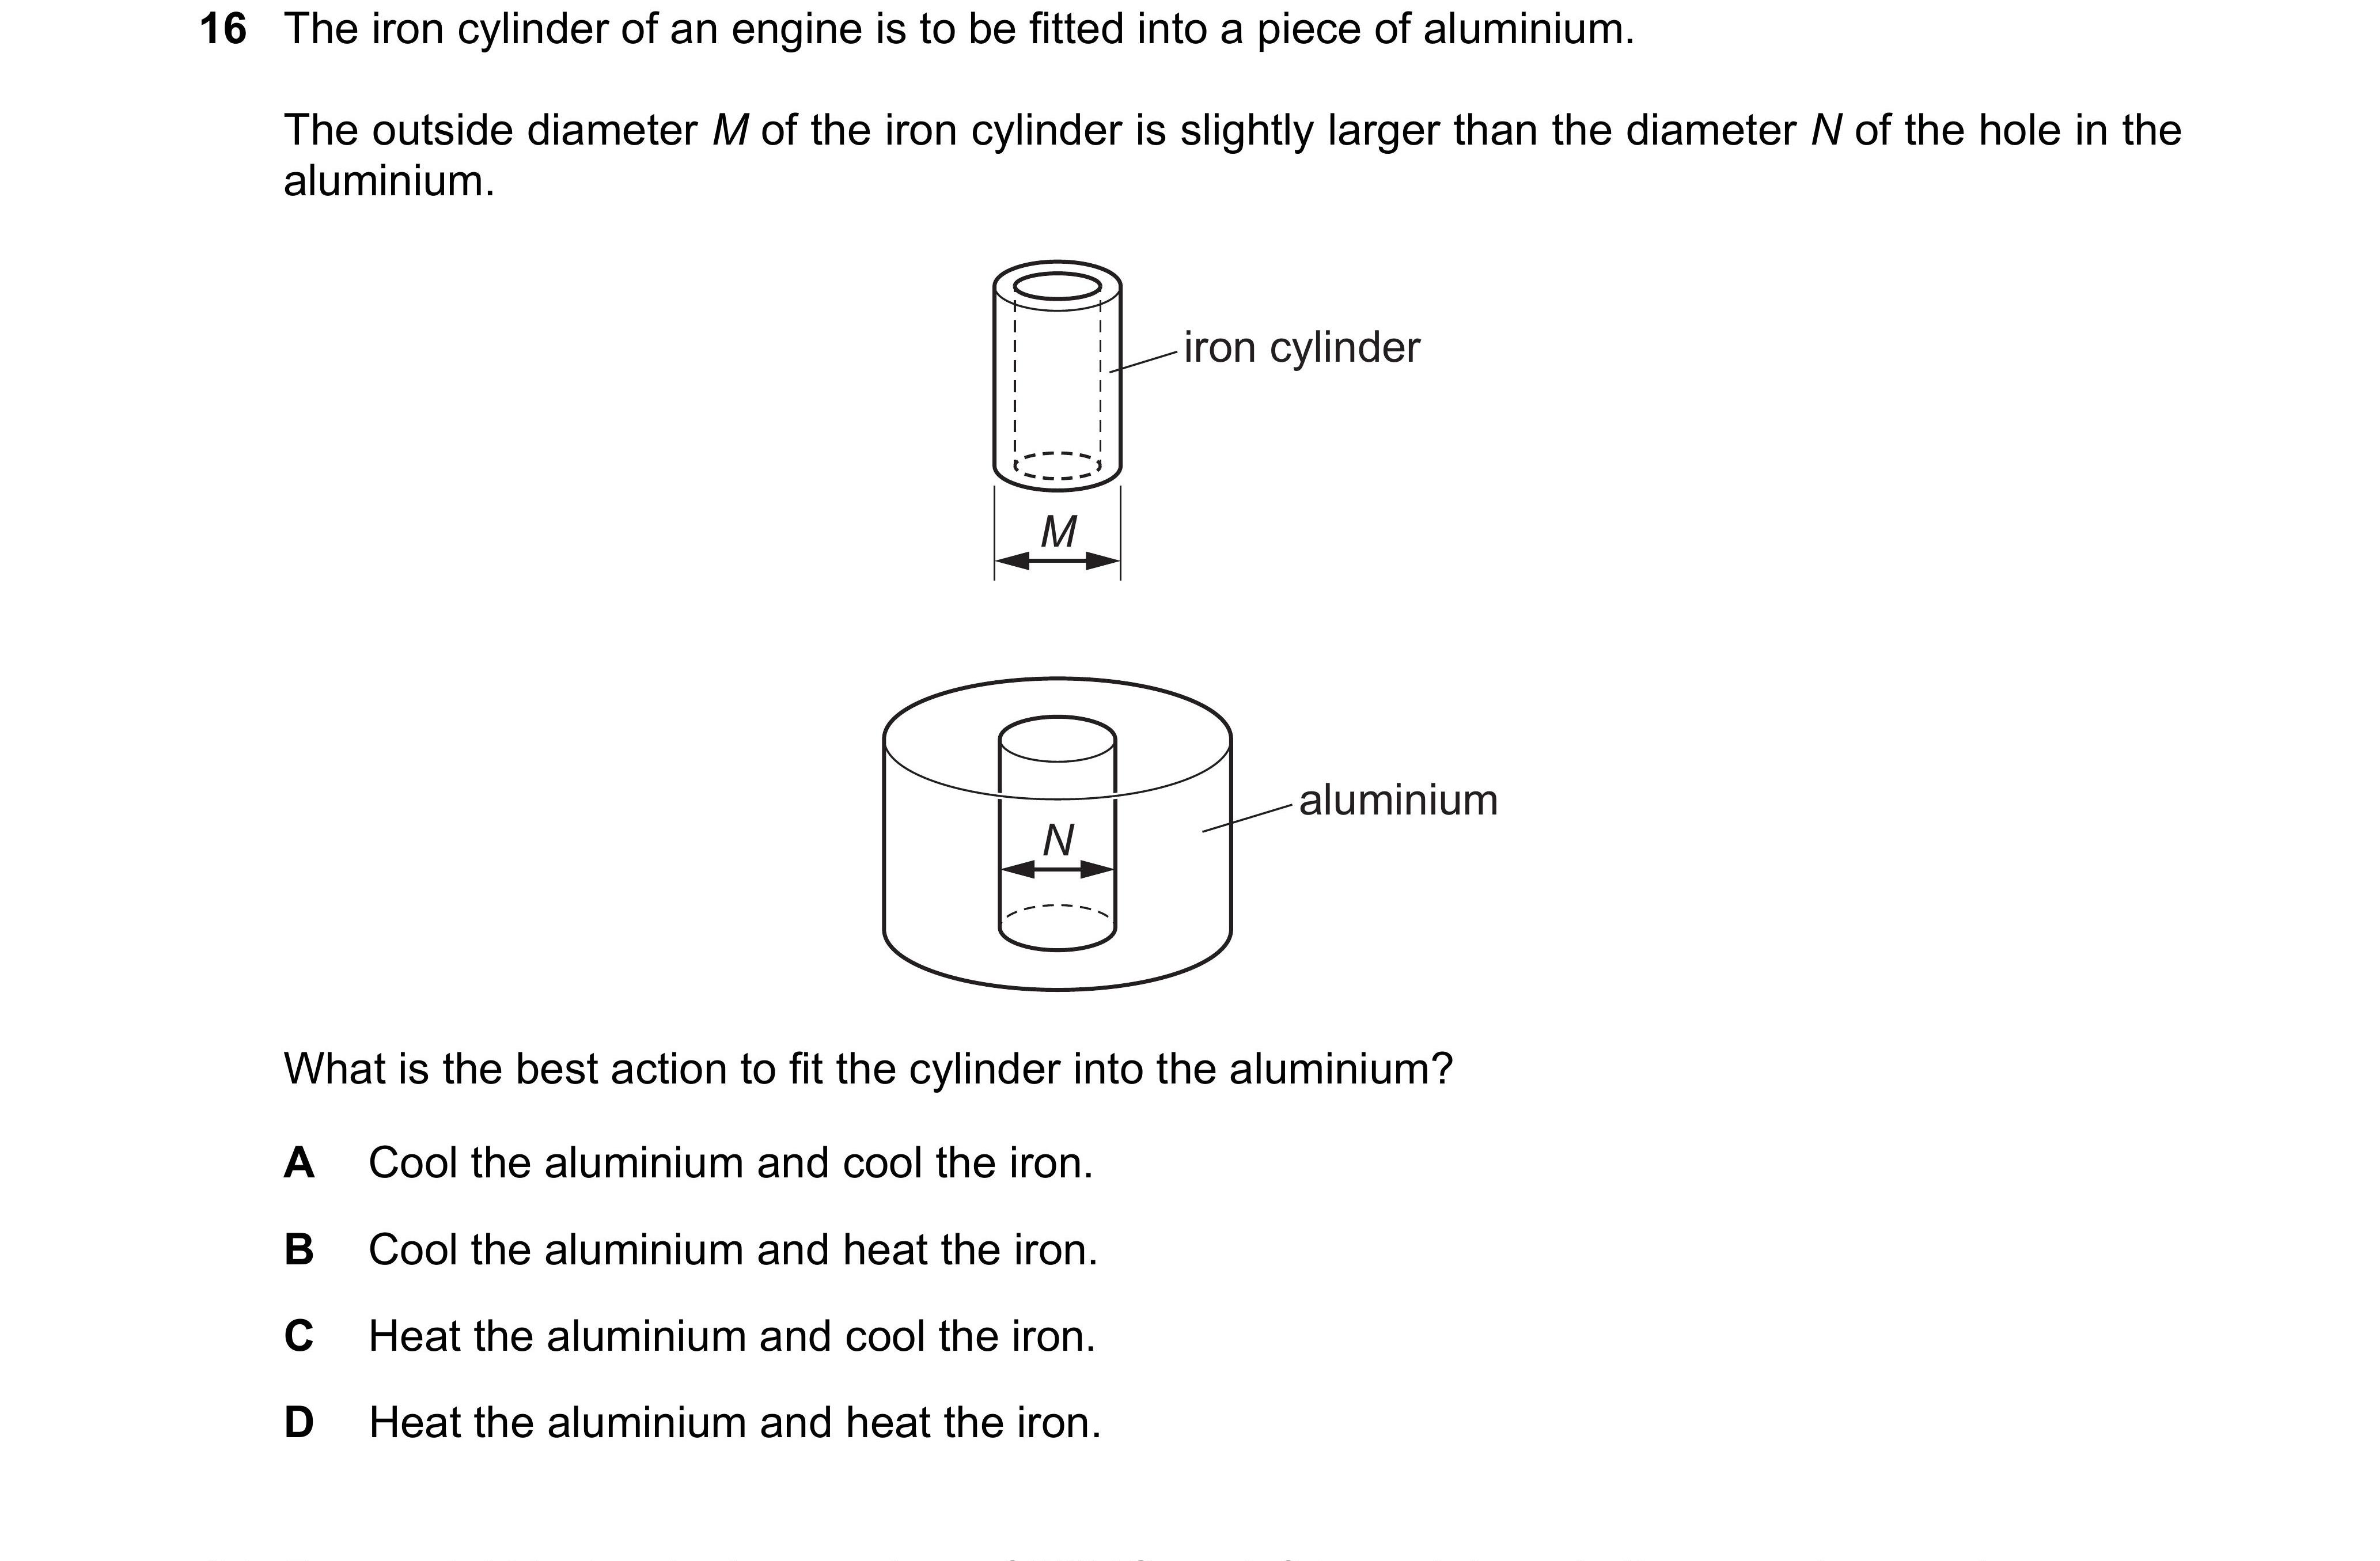 16 The iron cylinder of an engine is to be fitted into a piece of aluminium.
The outside diameter M of the iron cylinder is slightly larger than the diameter N of the hole in the
aluminium.
iron cylinder
M
aluminium
N
What is the best action to fit the cylinder into the aluminium?
A Cool the aluminium and cool the iron.
B Cool the aluminium and heat the iron.
C Heat the aluminium and cool the iron.
D Heat the aluminium and heat the iron.